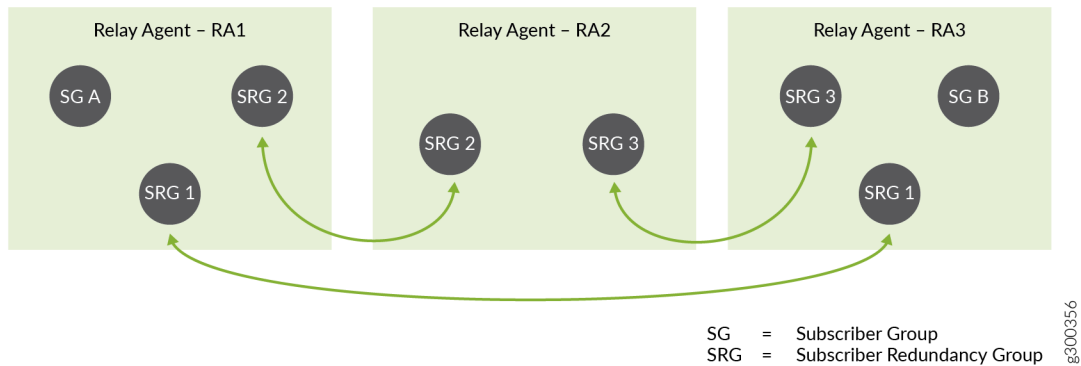 Relay Agent – RA1
Relay Agent – RA2
Relay Agent – RA3
SG A
SRG 2
SRG 1
SRG 2
SRG 3
SRG 3
SG B
SRG 1
SG = Subscriber Group
SRG = Subscriber Redundancy Group
g300356